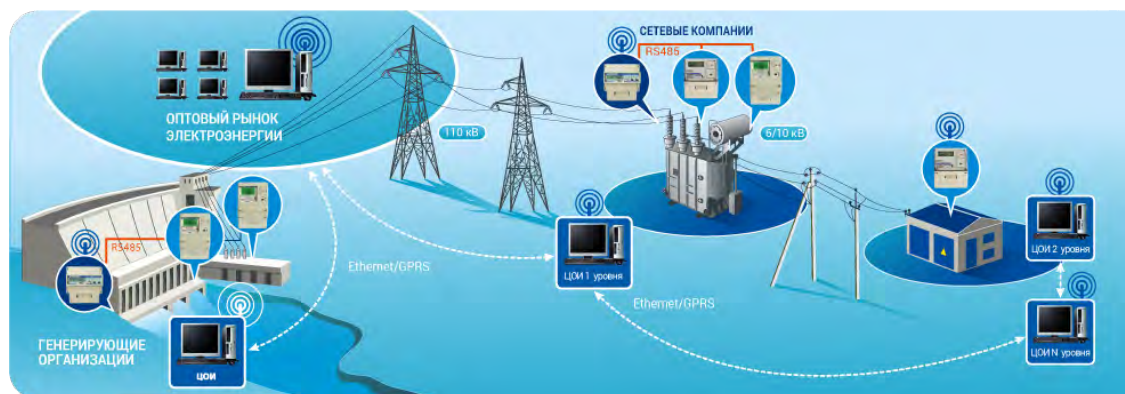 СЕТЕВЫЕ КОМПАНИИ
RS485
ОПТОВЫЙ РЫНОК
ЭЛЕКТРОЭНЕРГИИ
110 кВ
6/10 кВ
RS485
Ethernet/GPRS
ЦОИ 1 уровня
ЦОИ 2 уровня
Ethernet/GPRS
ГЕНЕРИРУЮЩИЕ
ОРГАНИЗАЦИИ
ЦОИ
ЦОИ N уровня